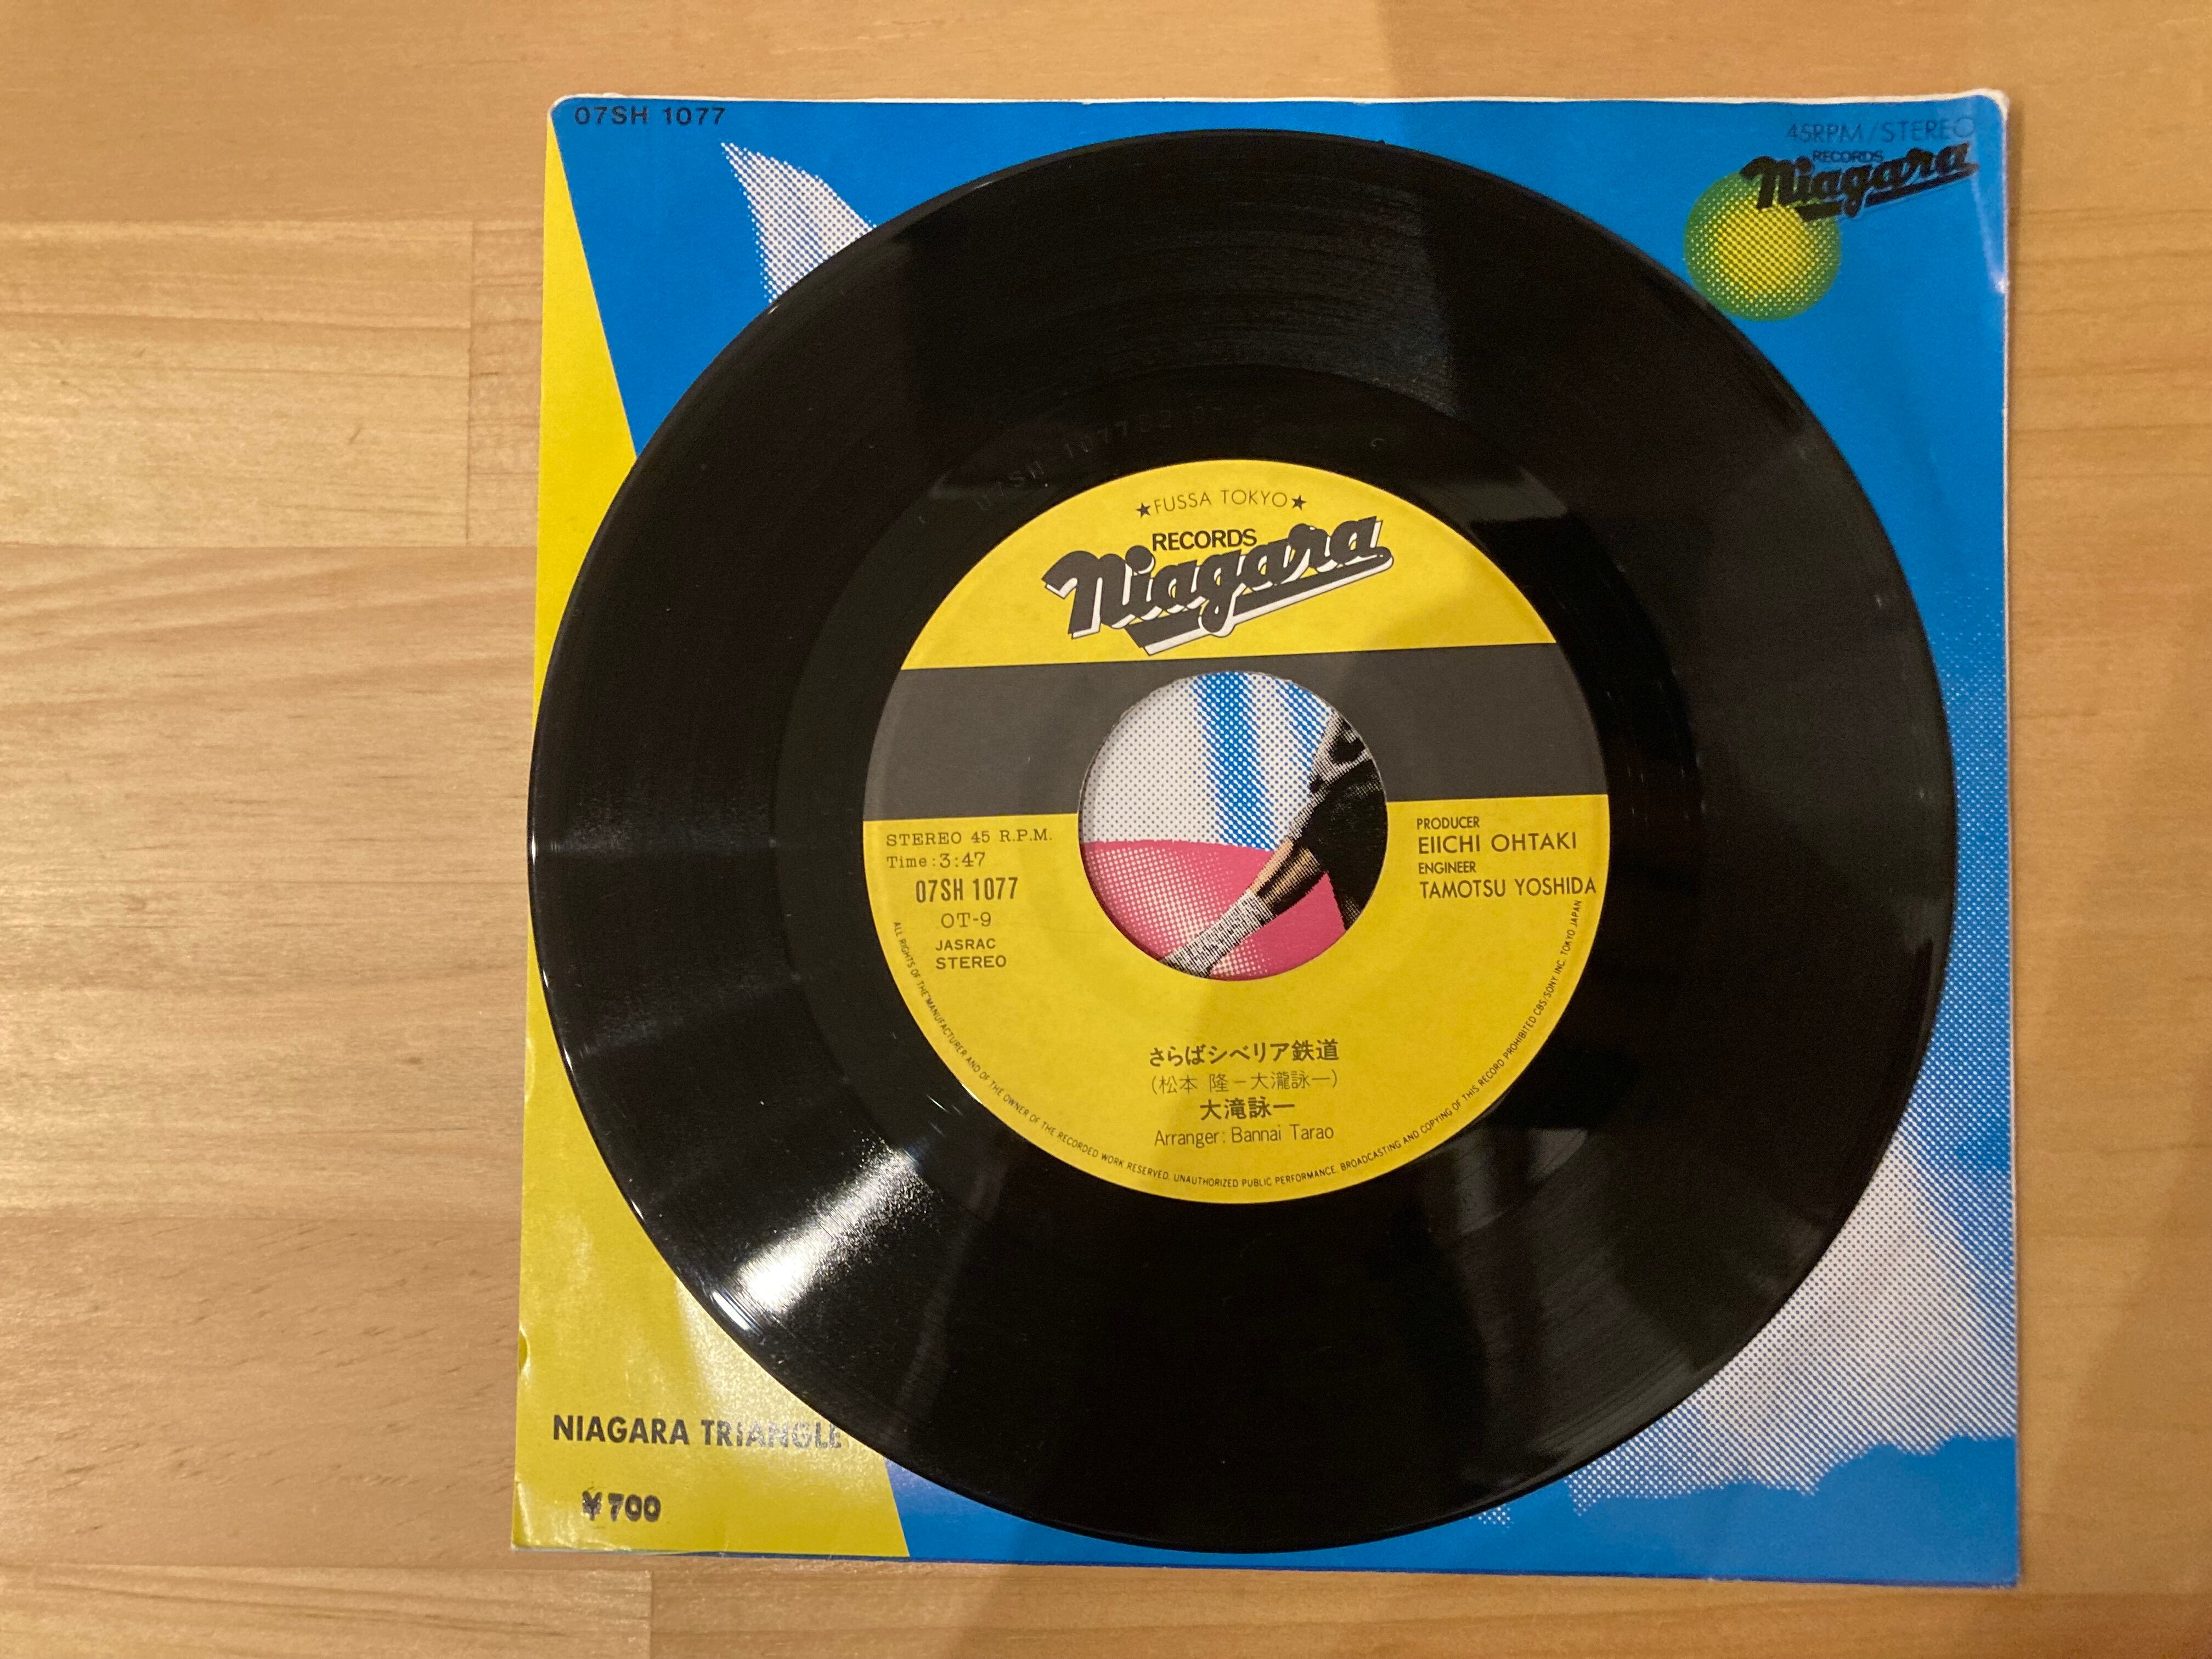 07SH 1077
45RPM/STEREO
RECORDS
Niagara
07SH 1077
★FUSSA TOKYO★
RECORDS
Niagara
STEREO 45 R.P.M.
Time:3:47
07SH 1077
OT-9
JASRAC
STEREO
PRODUCER
EIICHI OHTAKI
ENGINEER
TAMOTSU YOSHIDA
さらばシベリア鉄道
(松本 隆−大瀧詠一)
大滝詠一
Arranger: Bannai Tarao
ALL RIGHTS OF THE MANUFACTURER AND OF THE OWNER OF THE RECORDED WORK RESERVED. UNAUTHORIZED PUBLIC PERFORMANCE, BROADCASTING AND COPYING OF THIS RECORD PROHIBITED CBS/SONY INC. TOKYO JAPAN
NIAGARA TRIANGLE
¥700